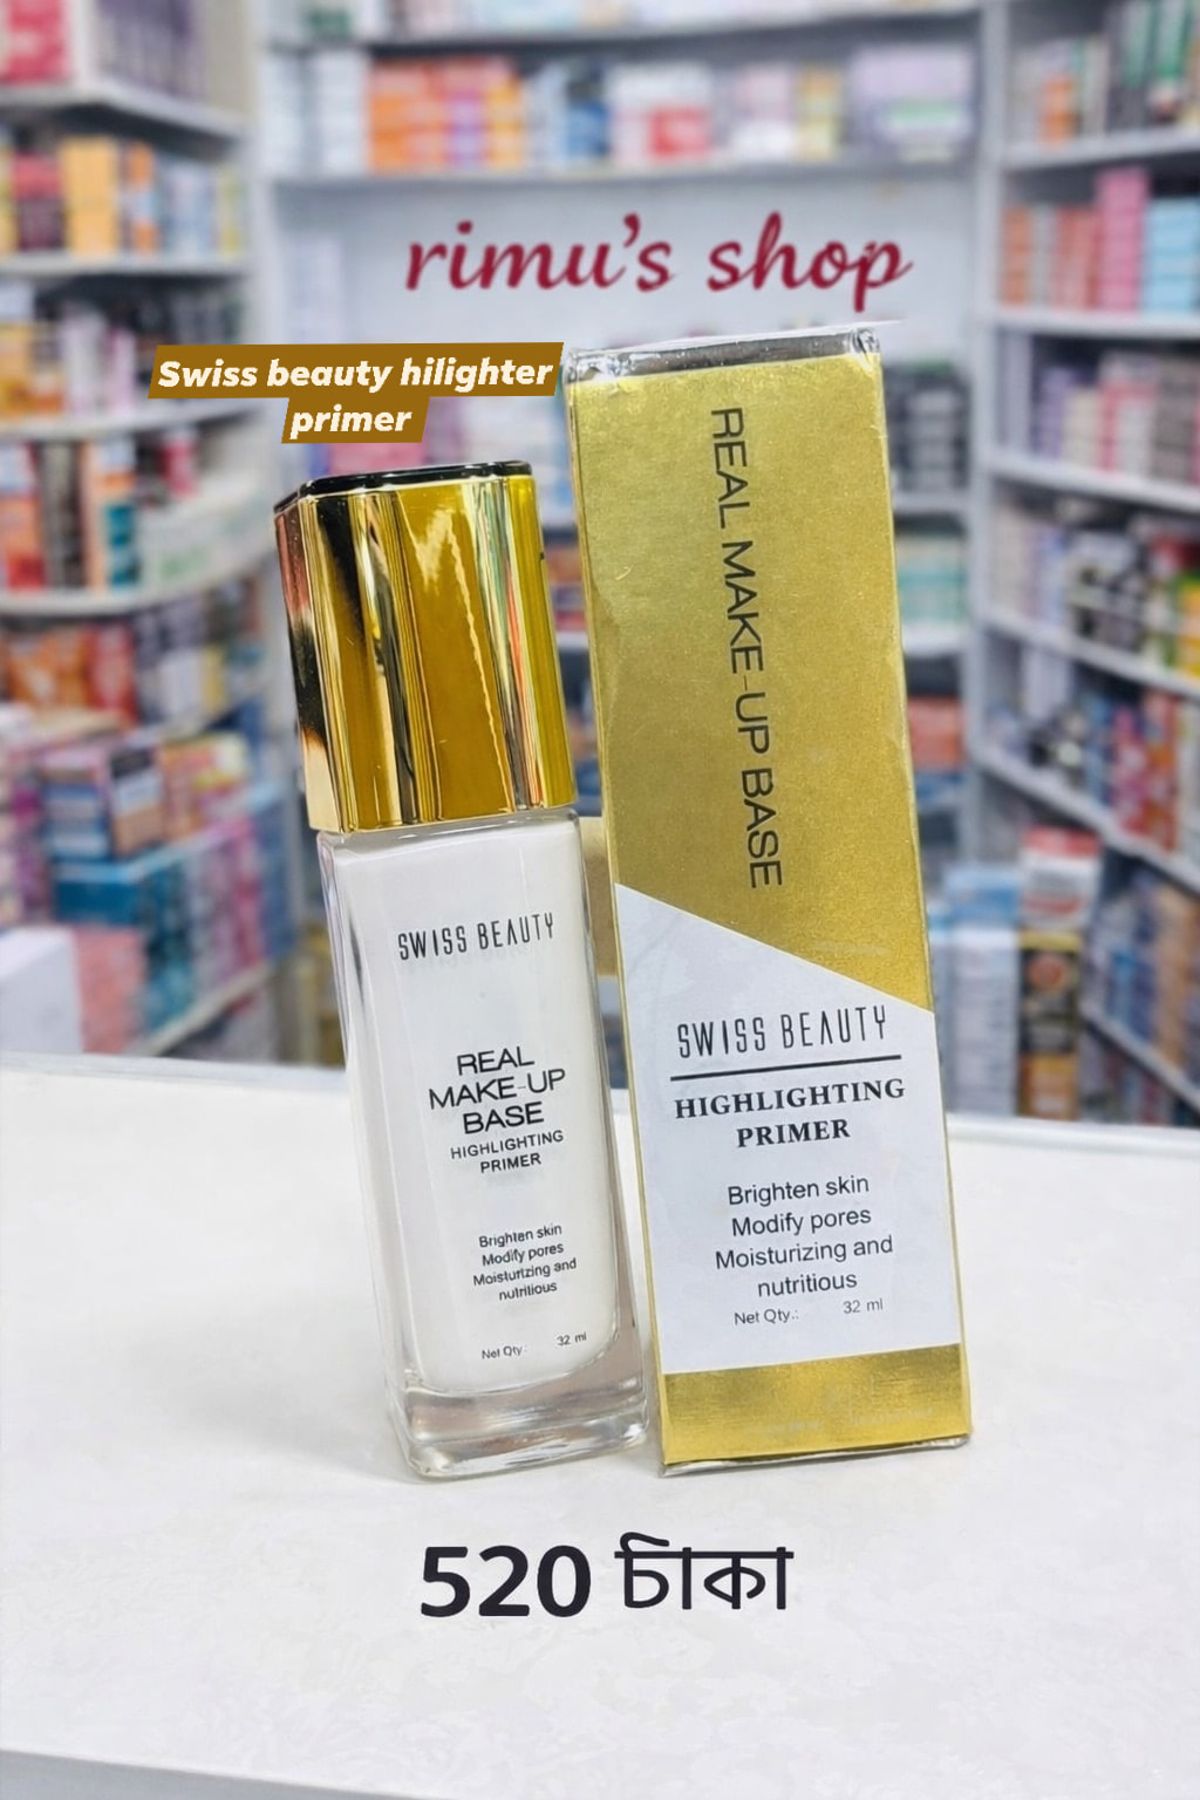 rimu's shop
Swiss beauty hilighter
primer
REAL MAKE-UP BASE
SWISS BEAUTY
REAL
MAKE-UP
BASE
HIGHLIGHTING
PRIMER
Brighten skin
Modify pores
Moisturizing and
nutritious
Net Qty: 32 ml
SWISS BEAUTY
HIGHLIGHTING
PRIMER
Brighten skin
Modify pores
Moisturizing and
nutritious
Net Qty.: 32 ml
520 টাকা